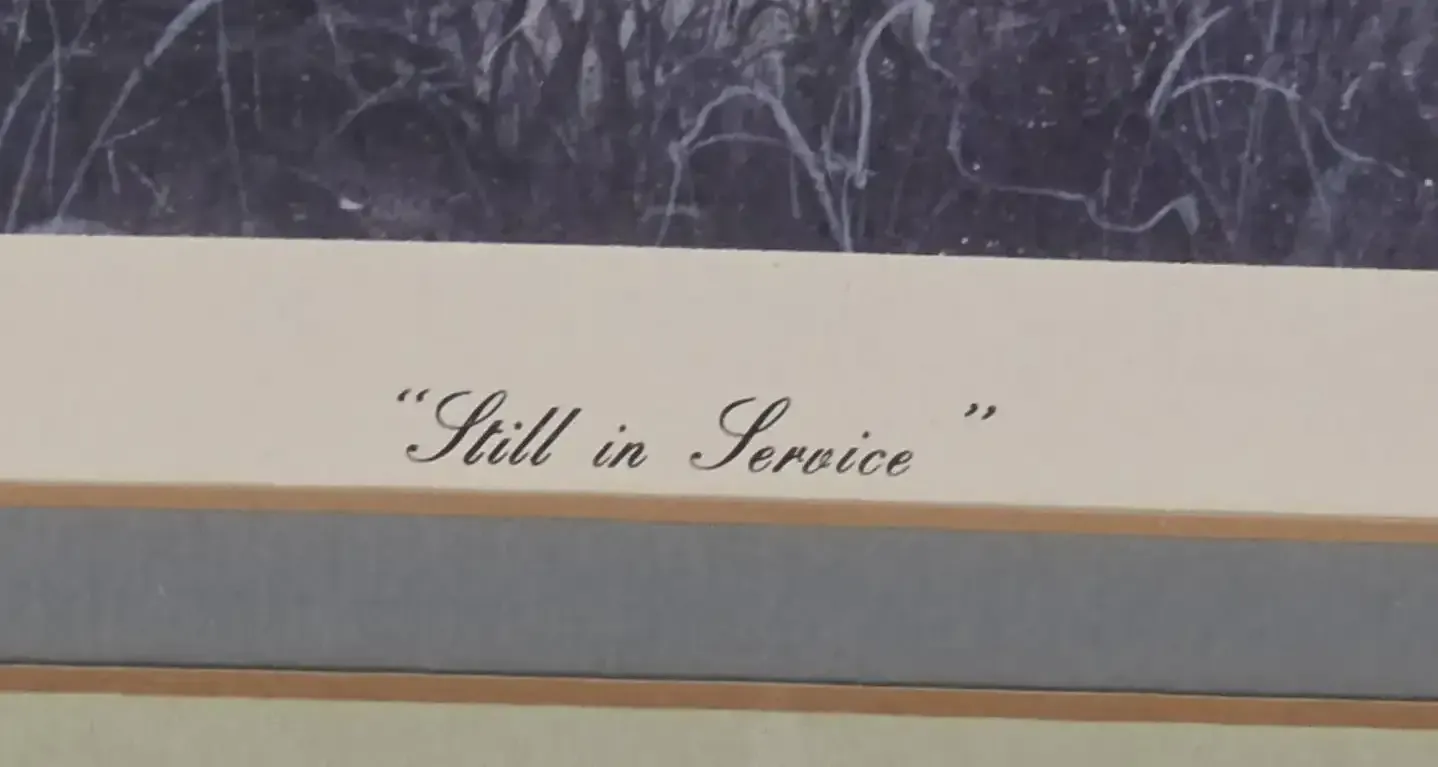 “Still in Service ”